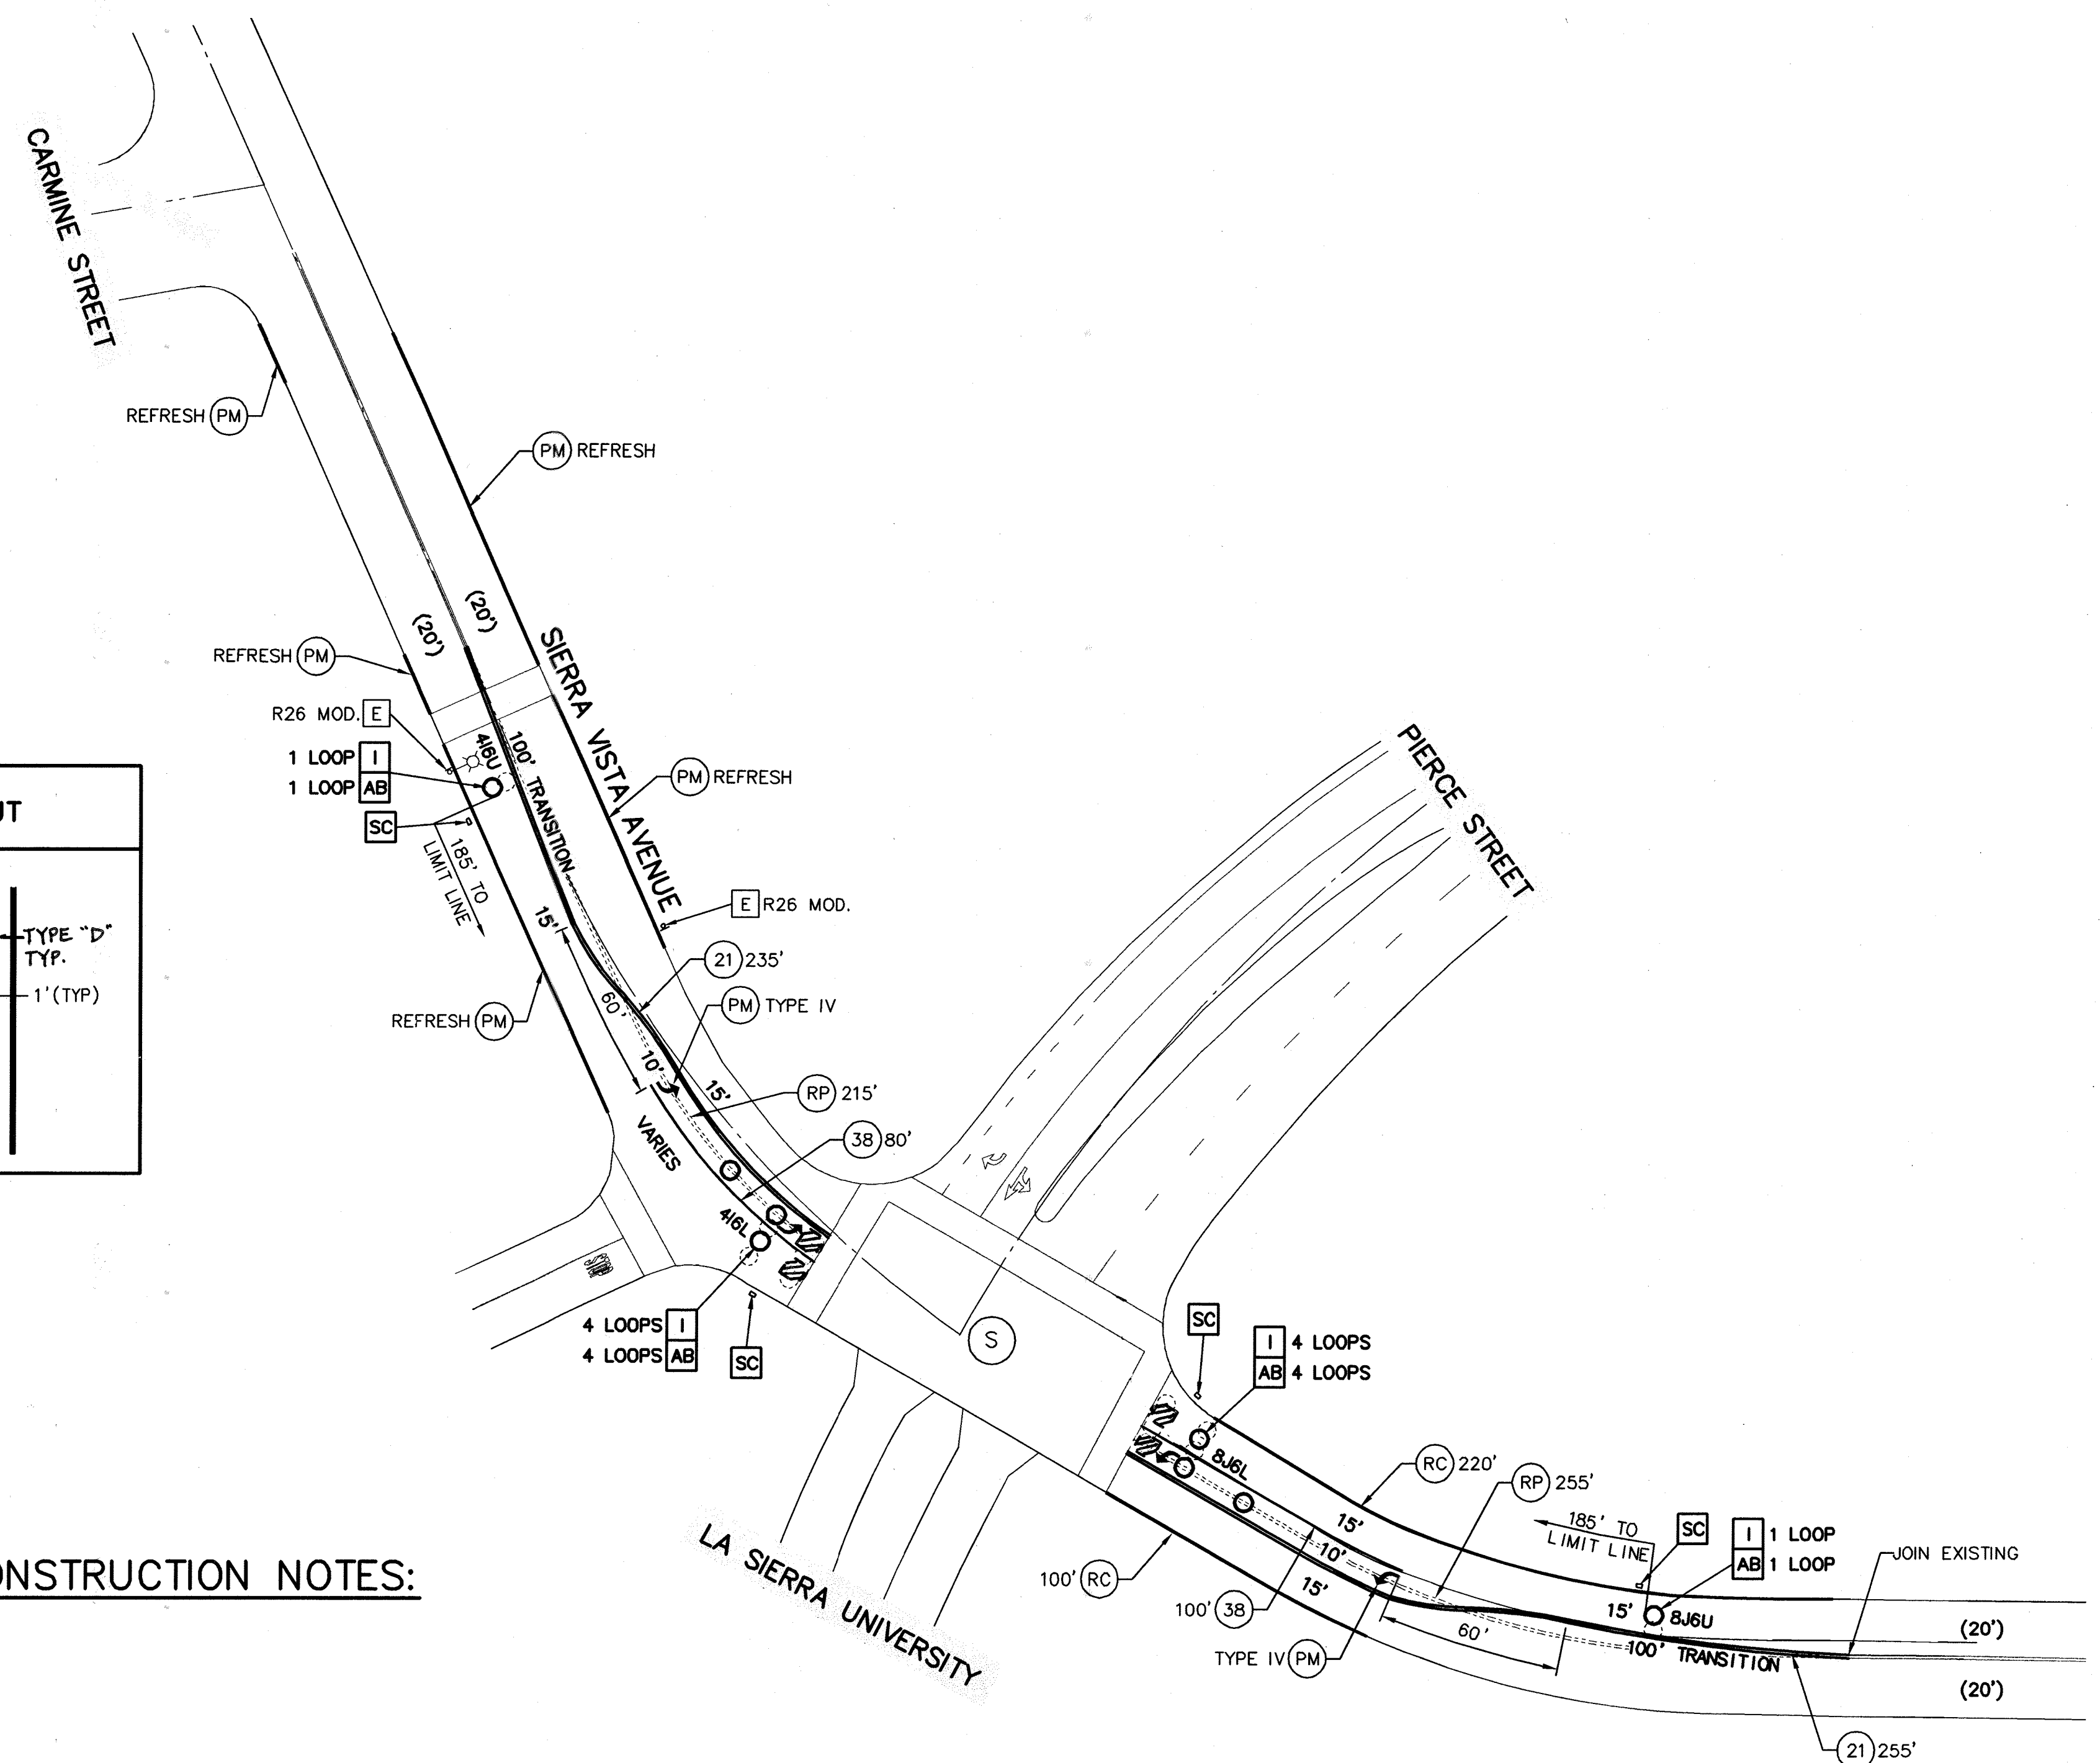 CARMINE STREET
REFRESH PM
PM REFRESH
(20')
(20')
REFRESH PM
SIERRA VISTA AVENUE
R26 MOD. E
416U
100' TRANSITION
1 LOOP I
1 LOOP AB
SC
185' TO
LIMIT LINE
PM REFRESH
PIERCE STREET
UT
TYPE "D"
TYP.
1'(TYP)
15'
E R26 MOD.
21 235'
60'
PM TYPE IV
REFRESH PM
10'
15'
RP 215'
VARIES
38 80'
416L
4 LOOPS I
4 LOOPS AB
SC
S
SC
I 4 LOOPS
AB 4 LOOPS
8J6L
RC 220'
RP 255'
15'
185' TO
LIMIT LINE
SC
I 1 LOOP
AB 1 LOOP
JOIN EXISTING
10'
LA SIERRA UNIVERSITY
100' RC
15'
100' 38
15'
8J6U
(20')
60'
100' TRANSITION
TYPE IV PM
(20')
21 255'
ONSTRUCTION NOTES: